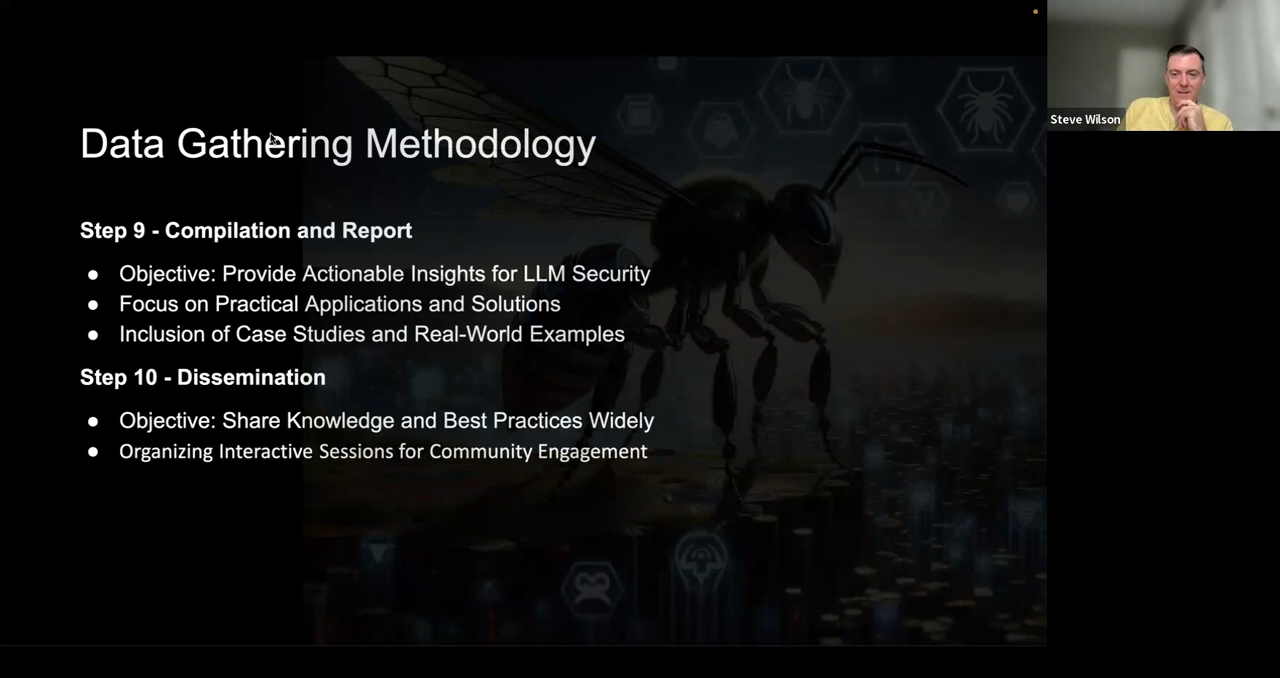 Data Gathering Methodology
Step 9 - Compilation and Report
● Objective: Provide Actionable Insights for LLM Security
● Focus on Practical Applications and Solutions
● Inclusion of Case Studies and Real-World Examples
Step 10 - Dissemination
● Objective: Share Knowledge and Best Practices Widely
● Organizing Interactive Sessions for Community Engagement
Steve Wilson